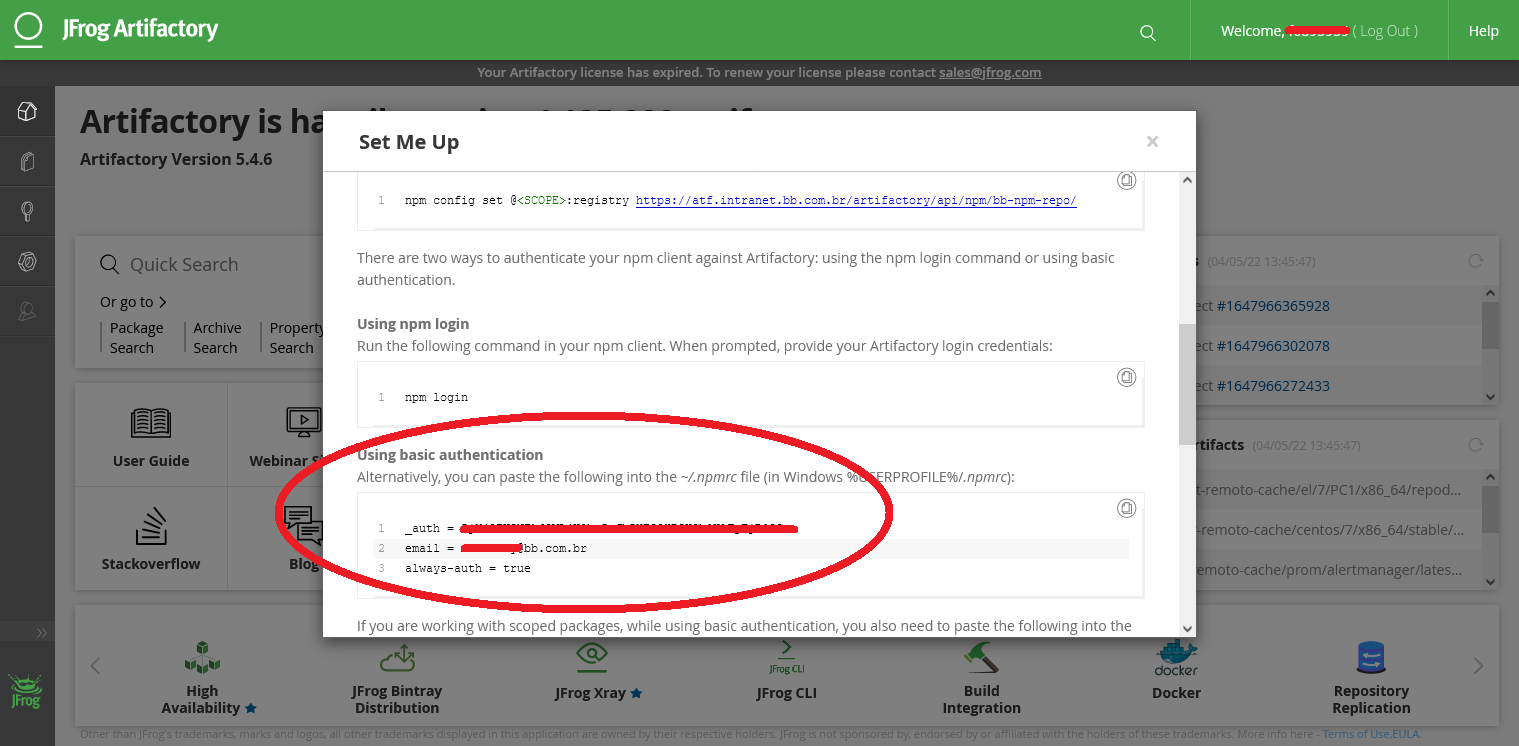 JFrog Artifactory
Welcome, ( Log Out )
Help
Your Artifactory license has expired. To renew your license please contact sales@jfrog.com
Artifactory is ha
Artifactory Version 5.4.6
Set Me Up
×
1 npm config set @<SCOPE>:registry https://atf.intranet.bb.com.br/artifactory/api/npm/bb-npm-repo/
There are two ways to authenticate your npm client against Artifactory: using the npm login command or using basic
authentication.
Using npm login
Run the following command in your npm client. When prompted, provide your Artifactory login credentials:
1 npm login
Using basic authentication
Alternatively, you can paste the following into the ~/.npmrc file (in Windows %USERPROFILE%/.npmrc):
1 _auth =
2 email = @bb.com.br
3 always-auth = true
If you are working with scoped packages, while using basic authentication, you also need to paste the following into the
Quick Search
Or go to >
Package
Search
Archive
Search
Property
Search
s (04/05/22 13:45:47)
ect #1647966365928
ect #1647966302078
ect #1647966272433
User Guide
Webinar
Stackoverflow
Blog
rtifacts (04/05/22 13:45:47)
t-remoto-cache/el/7/PC1/x86_64/repod...
remoto-cache/centos/7/x86_64/stable/...
emoto-cache/prom/alertmanager/lates...
High
Availability
JFrog Bintray
Distribution
JFrog Xray
JFrog CLI
JFrog CLI
Build
Integration
docker
Docker
Repository
Replication
JFrog
Other than JFrog's trademarks, marks and logos, all other trademarks displayed in this application are owned by their respective holders. JFrog is not sponsored by, endorsed by or affiliated with the holders of these trademarks. More info here - Terms of Use,EULA.